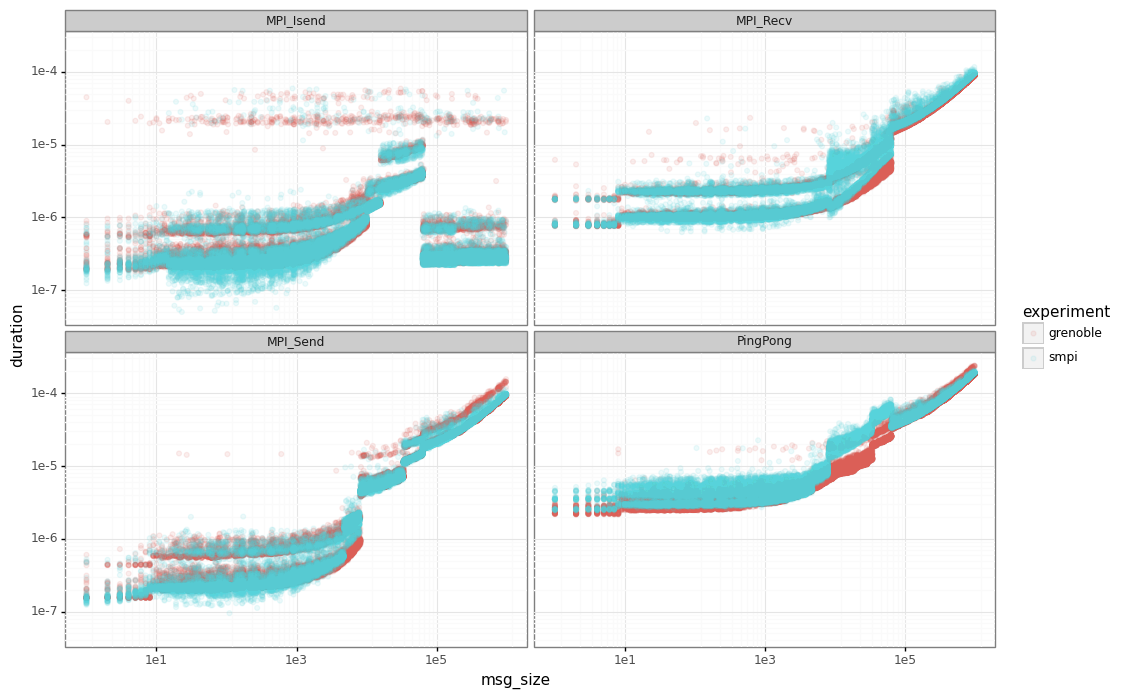 MPI_Isend
MPI_Recv
1e-4
1e-5
1e-6
1e-7
duration
MPI_Send
PingPong
1e-4
1e-5
1e-6
1e-7
1e1
1e3
1e5
1e1
1e3
1e5
msg_size
experiment
grenoble
smpi